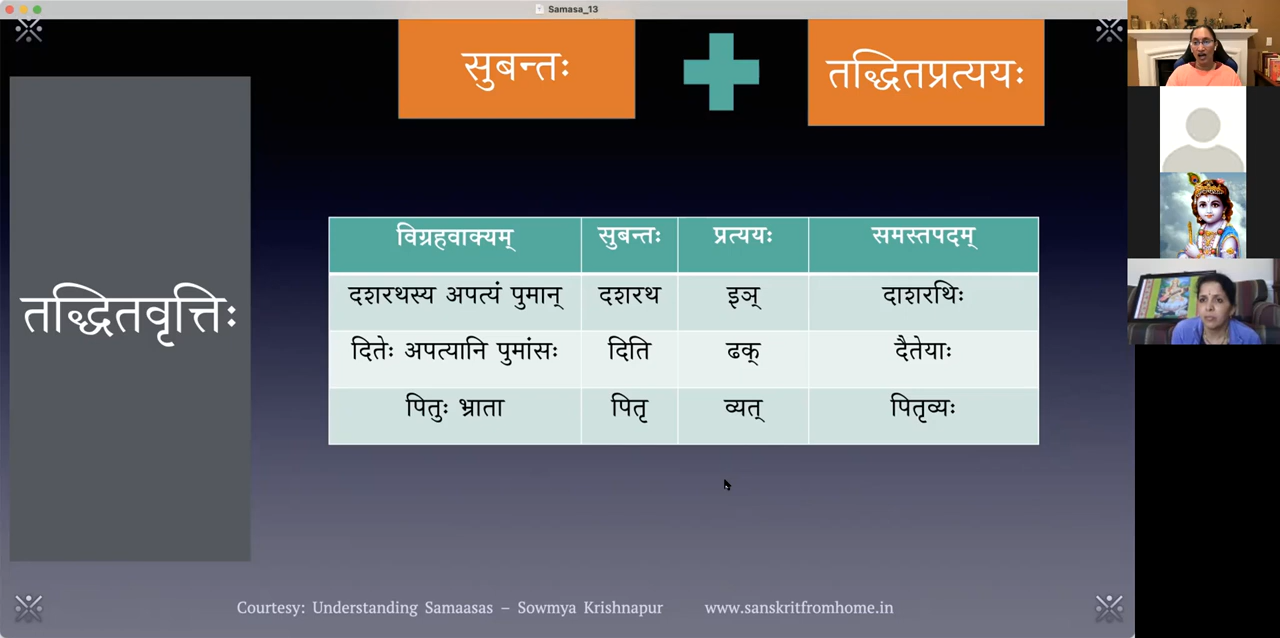 Samasa_13
सुबन्तः
तद्धितप्रत्ययः
तद्धितवृत्तिः
विग्रहवाक्यम् सुबन्तः प्रत्ययः समस्तपदम्
दशरथस्य अपत्यं पुमान् दशरथ इञ् दाशरथिः
दितेः अपत्यानि पुमांसः दिति ढक् दैतेयाः
पितुः भ्राता पितृ व्यत् पितृव्यः
Courtesy: Understanding Samaasas – Sowmya Krishnapur www.sanskritfromhome.in